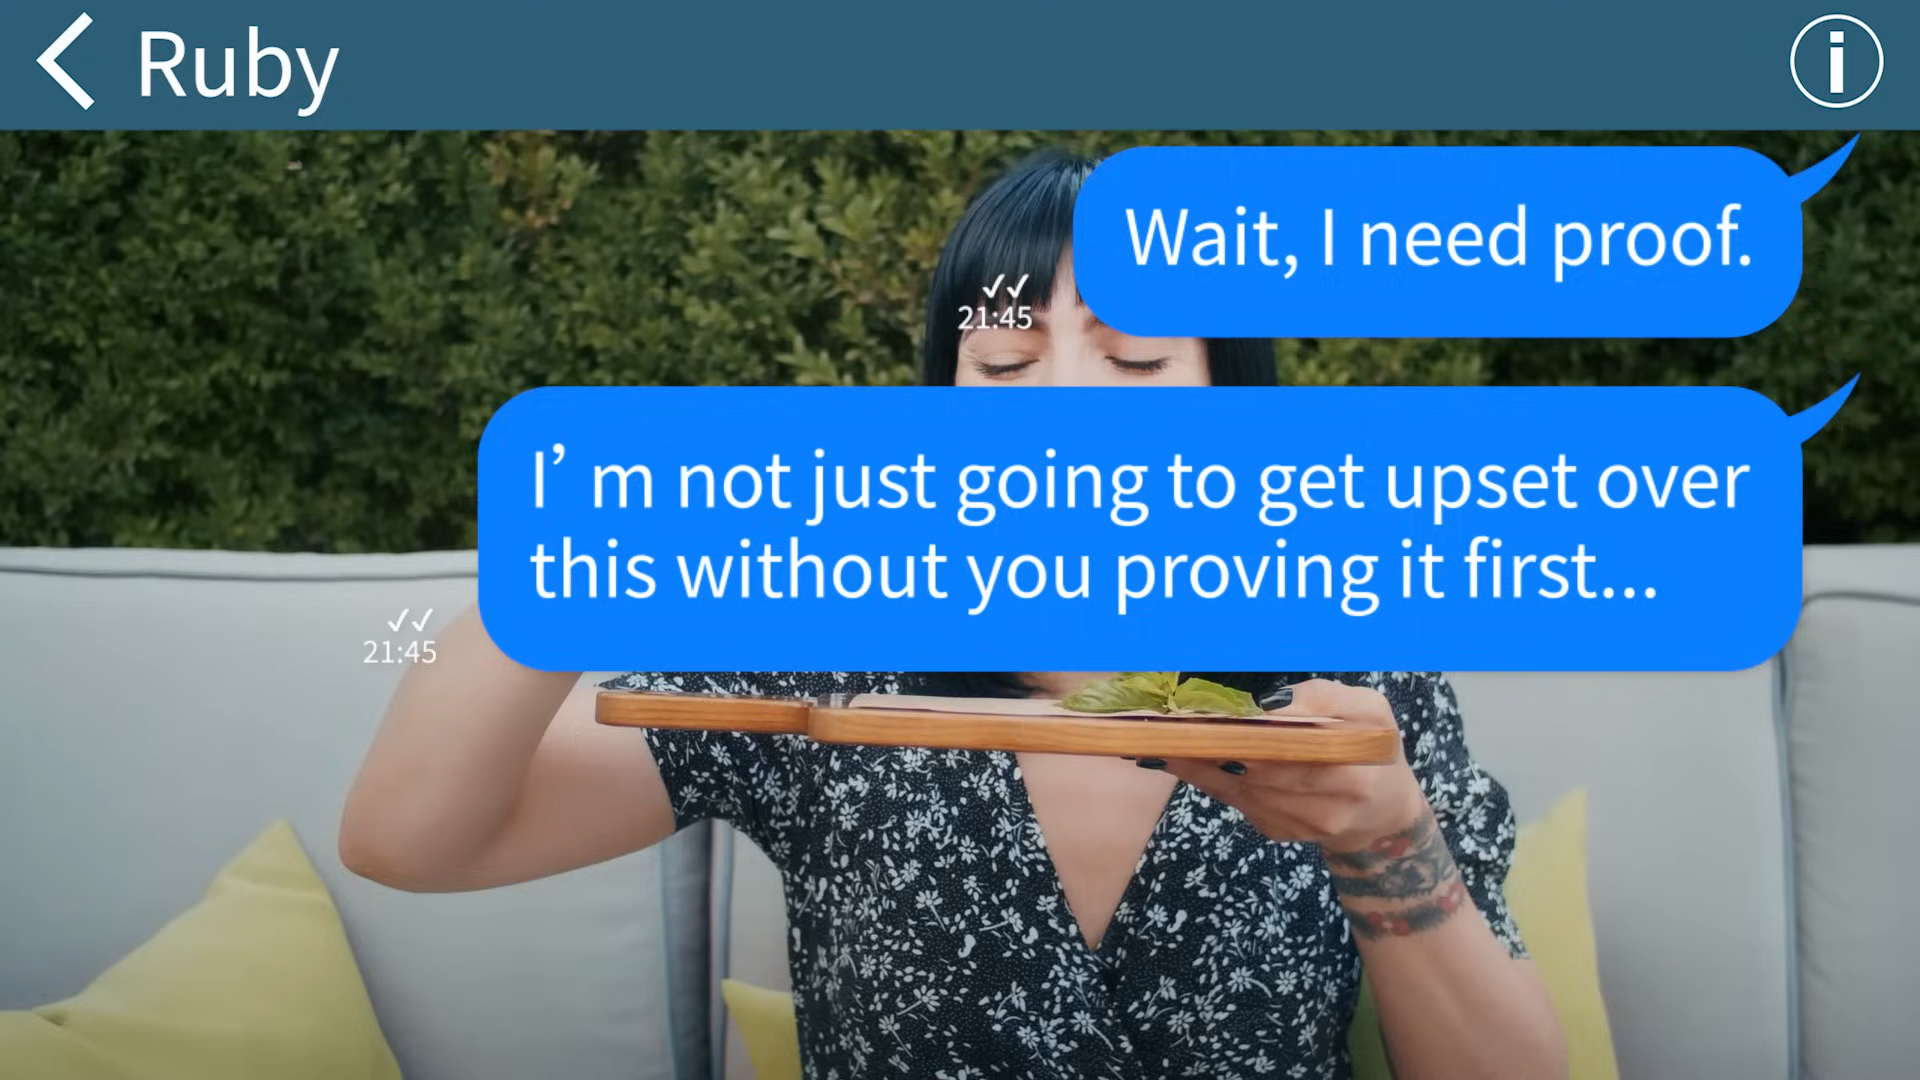 Ruby
Wait, I need proof.
21:45
I’m not just going to get upset over
this without you proving it first...
21:45